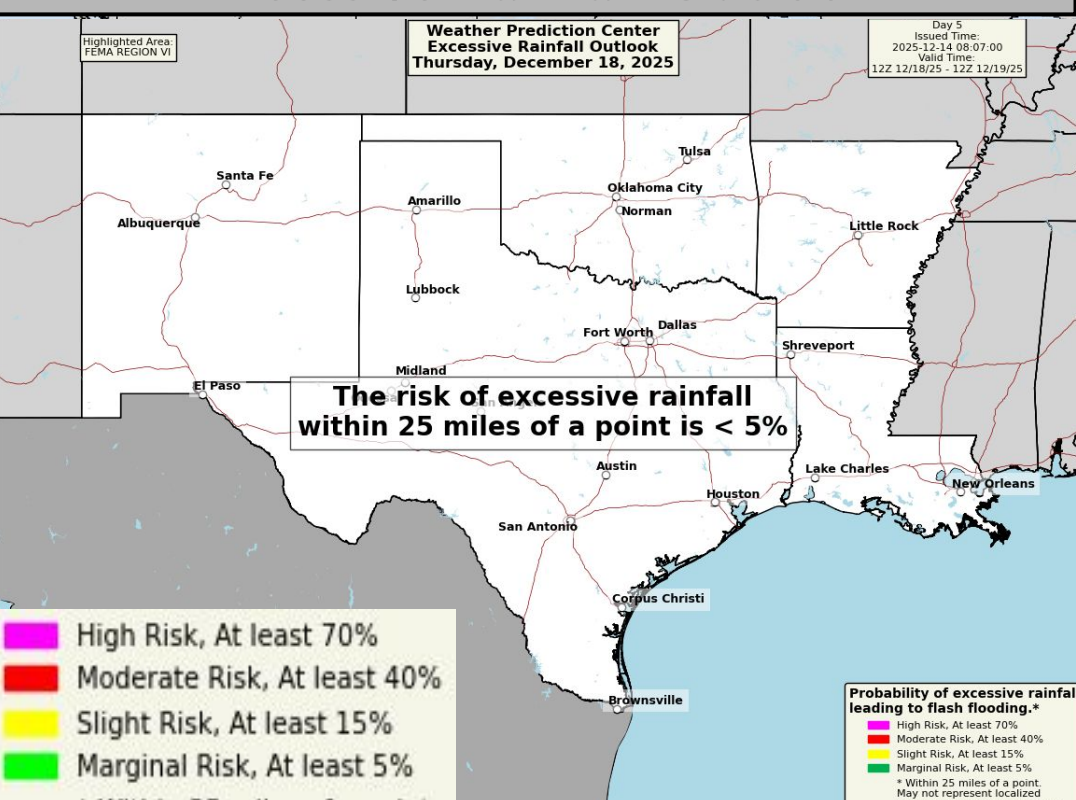 Highlighted Area:
FEMA REGION VI
Weather Prediction Center
Excessive Rainfall Outlook
Thursday, December 18, 2025
Day 5
Issued Time:
2025-12-14 08:07:00
Valid Time:
12Z 12/18/25 - 12Z 12/19/25
Tulsa
Santa Fe
Oklahoma City
Amarillo
Norman
Albuquerque
Little Rock
Lubbock
Dallas
Fort Worth
Shreveport
Midland
El Paso
The risk of excessive rainfall
within 25 miles of a point is < 5%
Austin
Lake Charles
New Orleans
Houston
San Antonio
Corpus Christi
Brownsville
High Risk, At least 70%
Moderate Risk, At least 40%
Slight Risk, At least 15%
Marginal Risk, At least 5%
Probability of excessive rainfal
leading to flash flooding.*
High Risk, At least 70%
Moderate Risk, At least 40%
Slight Risk, At least 15%
Marginal Risk, At least 5%
* Within 25 miles of a point.
May not represent localized